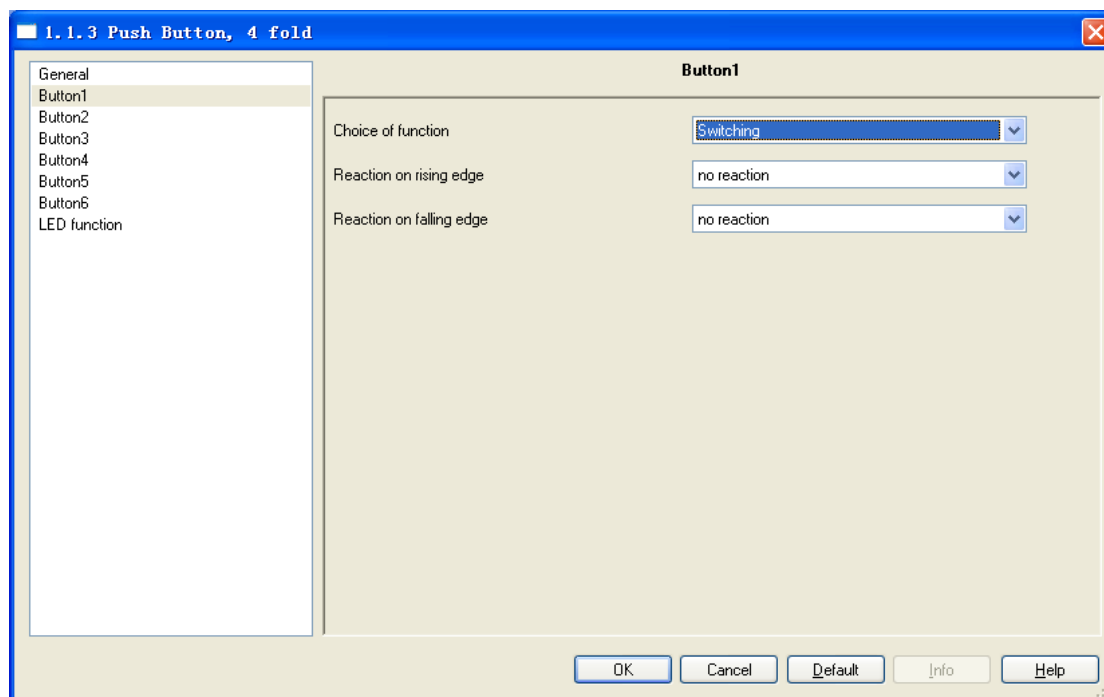 1.1.3 Push Button, 4 fold
General
Button1
Button2
Button3
Button4
Button5
Button6
LED function
Button1
Choice of function
Switching
Reaction on rising edge
no reaction
Reaction on falling edge
no reaction
OK
Cancel
Default
Info
Help